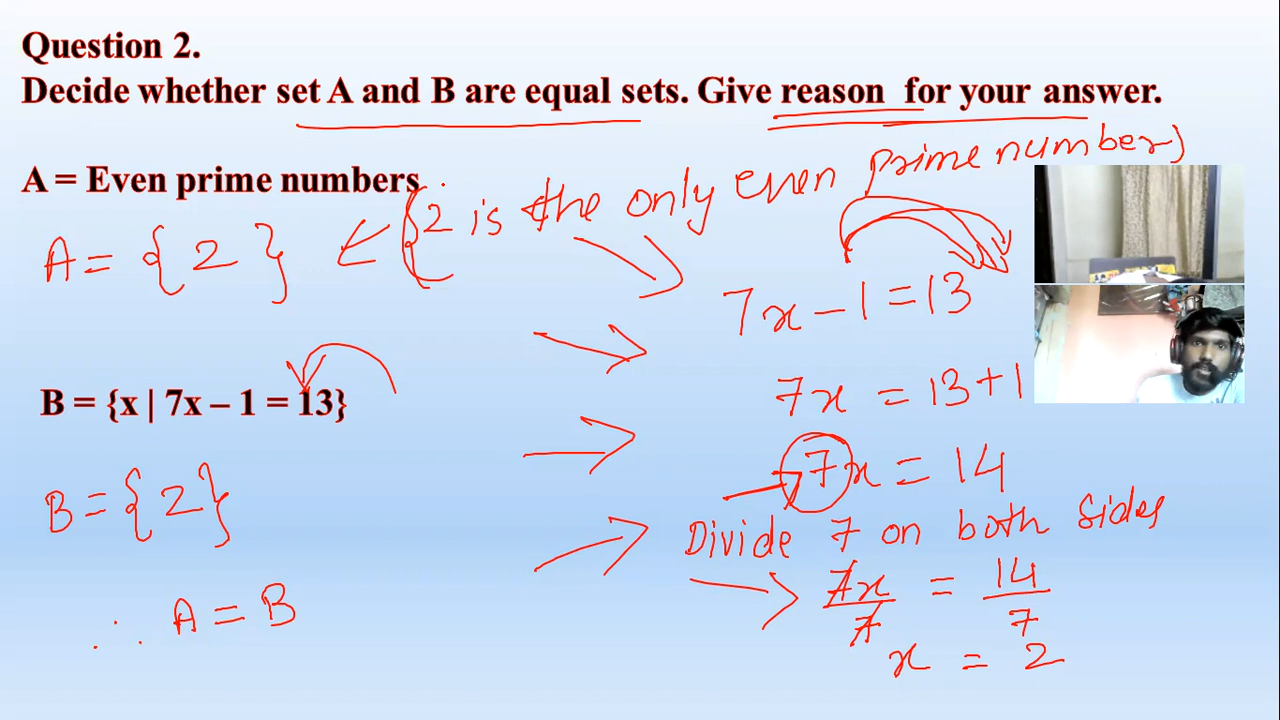 Question 2.
Decide whether set A and B are equal sets. Give reason for your answer.
A = Even prime numbers
2 is the only even prime number)
A = {2}
7x – 1 = 13
7x = 13 + 1
B = {x | 7x – 1 = 13}
7x = 14
B = {2}
Divide 7 on both sides
7x/7 = 14/7
∴ A = B
x = 2